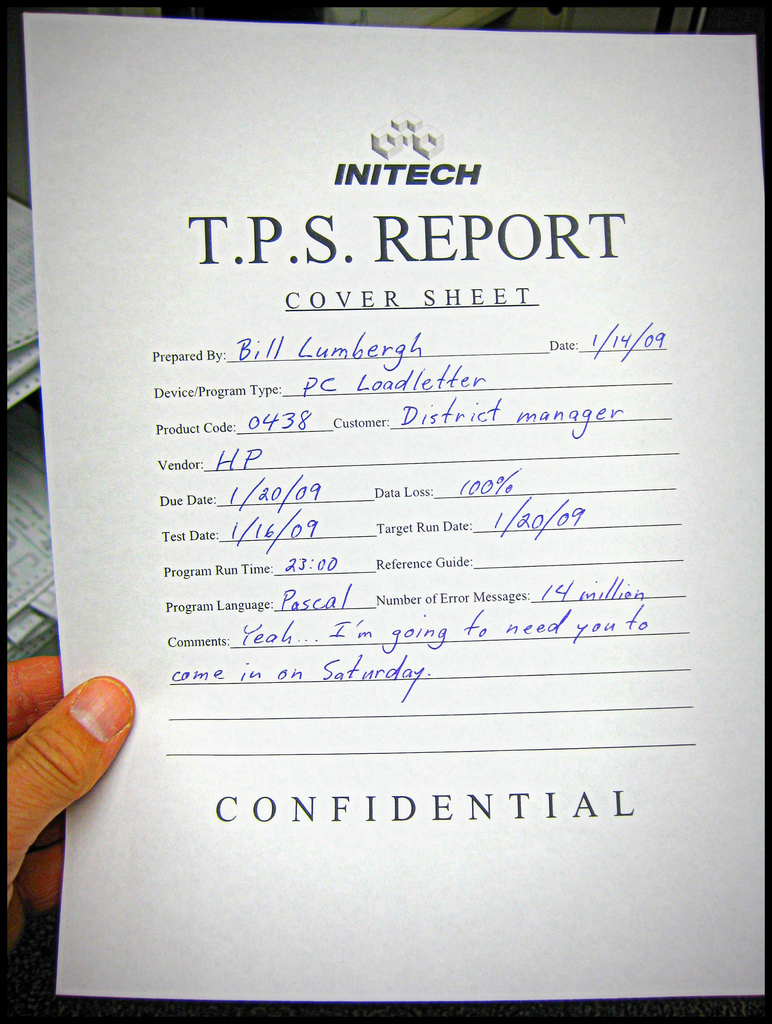 INITECH
T.P.S. REPORT
COVER SHEET
Prepared By: Bill Lumbergh Date: 1/14/09
Device/Program Type: PC Loadletter
Product Code: 0438 Customer: District manager
Vendor: HP
Due Date: 1/20/09 Data Loss: 100%
Test Date: 1/16/09 Target Run Date: 1/20/09
Program Run Time: 23:00 Reference Guide:
Program Language: Pascal Number of Error Messages: 14 million
Comments: Yeah... I'm going to need you to
come in on Saturday.
CONFIDENTIAL